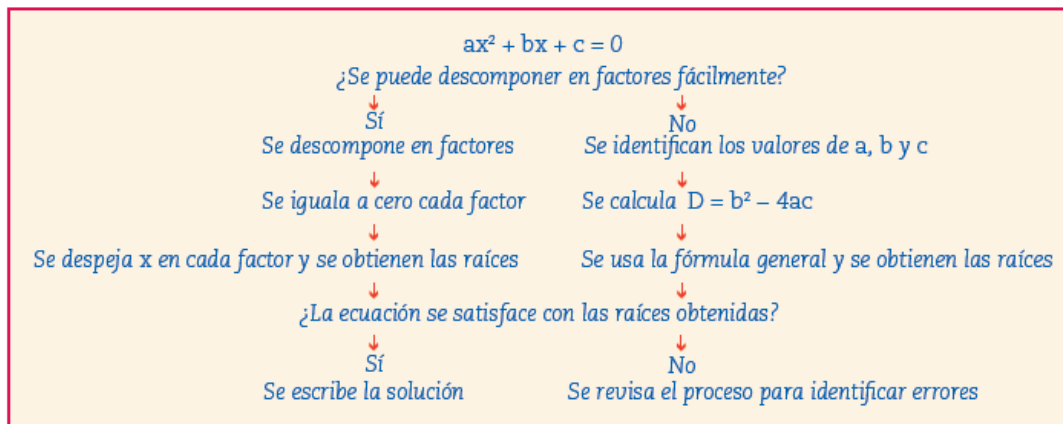 ax² + bx + c = 0
¿Se puede descomponer en factores fácilmente?
Sí No
Se descompone en factores Se identifican los valores de a, b y c
Se iguala a cero cada factor Se calcula D = b² – 4ac
Se despeja x en cada factor y se obtienen las raíces Se usa la fórmula general y se obtienen las raíces
¿La ecuación se satisface con las raíces obtenidas?
Sí No
Se escribe la solución Se revisa el proceso para identificar errores